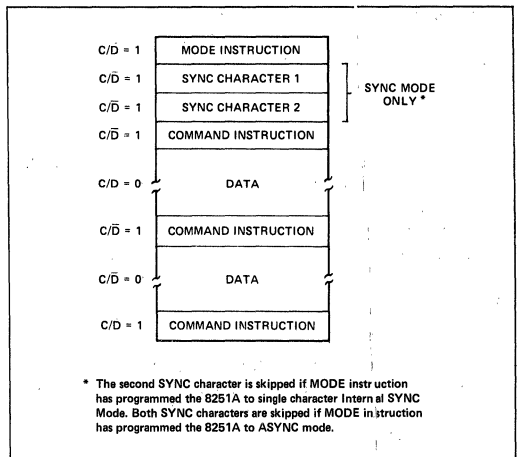 C/D̅ = 1 MODE INSTRUCTION
C/D̅ = 1 SYNC CHARACTER 1
SYNC MODE
ONLY *
C/D̅ = 1 SYNC CHARACTER 2
C/D̅ = 1 COMMAND INSTRUCTION
C/D = 0 DATA
C/D̅ = 1 COMMAND INSTRUCTION
C/D̅ = 0 DATA
C/D = 1 COMMAND INSTRUCTION
* The second SYNC character is skipped if MODE instruction
has programmed the 8251A to single character Internal SYNC
Mode. Both SYNC characters are skipped if MODE instruction
has programmed the 8251A to ASYNC mode.